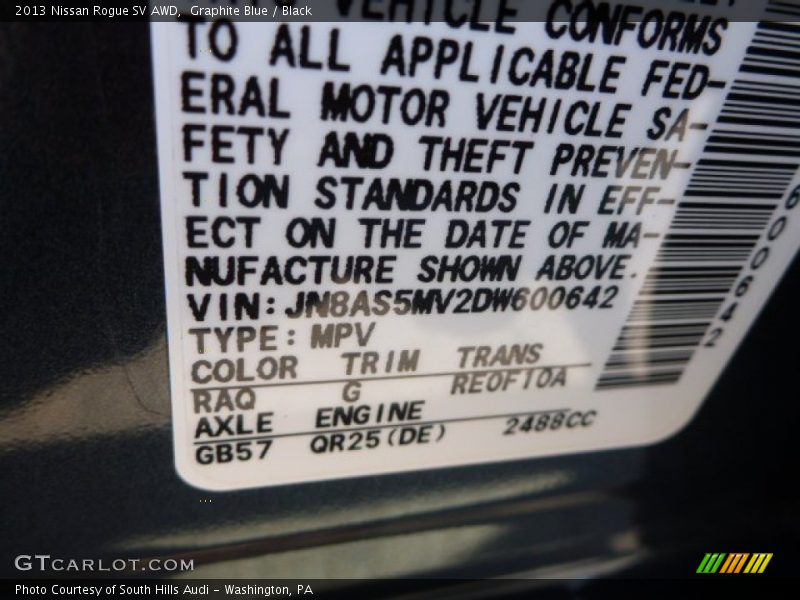 2013 Nissan Rogue SV AWD, Graphite Blue / Black
VEHICLE CONFORMS
TO ALL APPLICABLE FED-
ERAL MOTOR VEHICLE SA-
FETY AND THEFT PREVEN-
TION STANDARDS IN EFF-
ECT ON THE DATE OF MA-
NUFACTURE SHOWN ABOVE.
VIN: JN8AS5MV2DW600642
TYPE: MPV
COLOR TRIM TRANS
RAQ G RE0F10A
AXLE ENGINE
GB57 QR25(DE) 2488CC
600642
GTCARLOT.COM
Photo Courtesy of South Hills Audi - Washington, PA